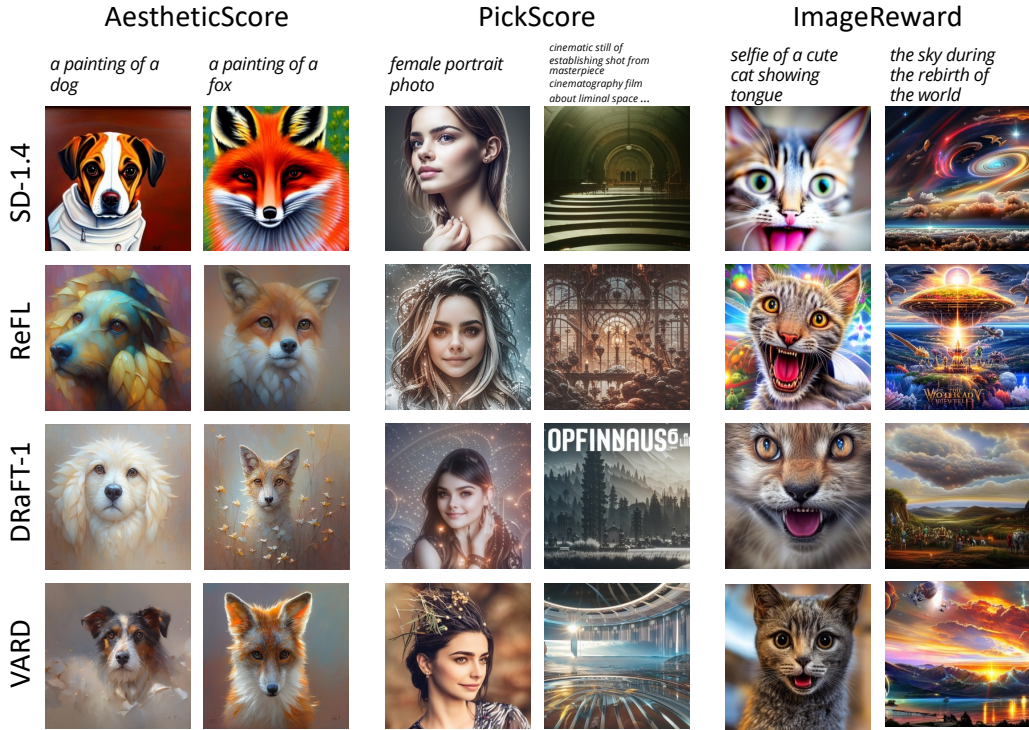 AestheticScore
PickScore
ImageReward
a painting of a
dog
a painting of a
fox
female portrait
photo
cinematic still of
establishing shot from
masterpiece
cinematography film
about liminal space ...
selfie of a cute
cat showing
tongue
the sky during
the rebirth of
the world
SD-1.4
ReFL
DRaFT-1
OPFINNAUSG
VARD